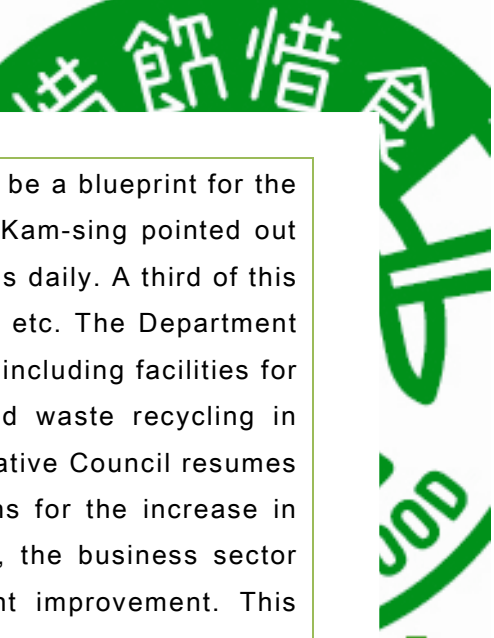 惜飲惜食
be a blueprint for the
Kam-sing pointed out
s daily. A third of this
etc. The Department
including facilities for
d waste recycling in
ative Council resumes
ns for the increase in
, the business sector
nt improvement. This
OOD